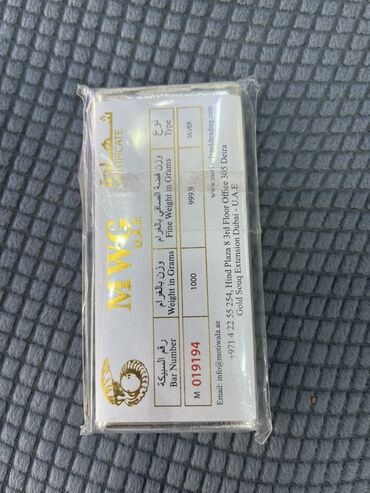 MWG
U.A.E
شهادة
CERTIFICATE
رقم السبيكة
Bar Number
وزن بالغرام
Weight in Grams
وزن فضة الصافي بالغرام
Fine Weight in Grams
نوع
Type
M 019194
1000
999.9
SILVER
Email: info@motiwala.ae
+971 4 22 55 254, Hind Plaza 8 3rd Floor Office 305 Deira
Gold Souq Extension Dubai - U.A.E